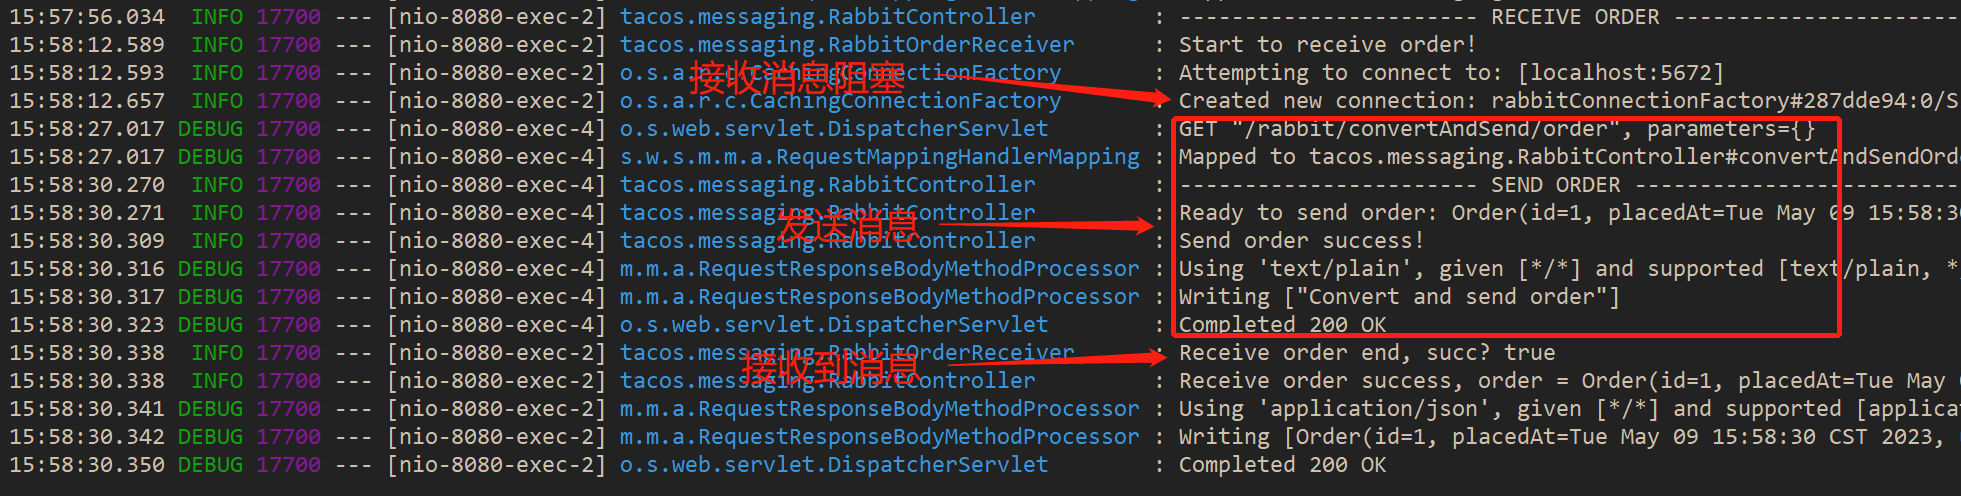 15:57:56.034 INFO 17700 --- [nio-8080-exec-2] tacos.messaging.RabbitController : ----------------------- RECEIVE ORDER ----------------------
15:58:12.589 INFO 17700 --- [nio-8080-exec-2] tacos.messaging.RabbitOrderReceiver : Start to receive order!
15:58:12.593 INFO 17700 --- [nio-8080-exec-2] o.s.a.r.c.CachingConnectionFactory : Attempting to connect to: [localhost:5672]
接收消息阻塞
15:58:12.657 INFO 17700 --- [nio-8080-exec-2] o.s.a.r.c.CachingConnectionFactory : Created new connection: rabbitConnectionFactory#287dde94:0/S
15:58:27.017 DEBUG 17700 --- [nio-8080-exec-4] o.s.web.servlet.DispatcherServlet : GET "/rabbit/convertAndSend/order", parameters={}
15:58:27.017 DEBUG 17700 --- [nio-8080-exec-4] s.w.s.m.m.a.RequestMappingHandlerMapping : Mapped to tacos.messaging.RabbitController#convertAndSendOrd
15:58:30.270 INFO 17700 --- [nio-8080-exec-4] tacos.messaging.RabbitController : ----------------------- SEND ORDER -------------------------
15:58:30.271 INFO 17700 --- [nio-8080-exec-4] tacos.messaging.RabbitController : Ready to send order: Order(id=1, placedAt=Tue May 09 15:58:30
发送消息
15:58:30.309 INFO 17700 --- [nio-8080-exec-4] tacos.messaging.RabbitController : Send order success!
15:58:30.316 DEBUG 17700 --- [nio-8080-exec-4] m.m.a.RequestResponseBodyMethodProcessor : Using 'text/plain', given [*/*] and supported [text/plain, *
15:58:30.317 DEBUG 17700 --- [nio-8080-exec-4] m.m.a.RequestResponseBodyMethodProcessor : Writing ["Convert and send order"]
15:58:30.323 DEBUG 17700 --- [nio-8080-exec-4] o.s.web.servlet.DispatcherServlet : Completed 200 OK
15:58:30.338 INFO 17700 --- [nio-8080-exec-2] tacos.messaging.RabbitOrderReceiver : Receive order end, succ? true
接收到消息
15:58:30.338 INFO 17700 --- [nio-8080-exec-2] tacos.messaging.RabbitController : Receive order success, order = Order(id=1, placedAt=Tue May
15:58:30.341 DEBUG 17700 --- [nio-8080-exec-2] m.m.a.RequestResponseBodyMethodProcessor : Using 'application/json', given [*/*] and supported [applicat
15:58:30.342 DEBUG 17700 --- [nio-8080-exec-2] m.m.a.RequestResponseBodyMethodProcessor : Writing [Order(id=1, placedAt=Tue May 09 15:58:30 CST 2023,
15:58:30.350 DEBUG 17700 --- [nio-8080-exec-2] o.s.web.servlet.DispatcherServlet : Completed 200 OK